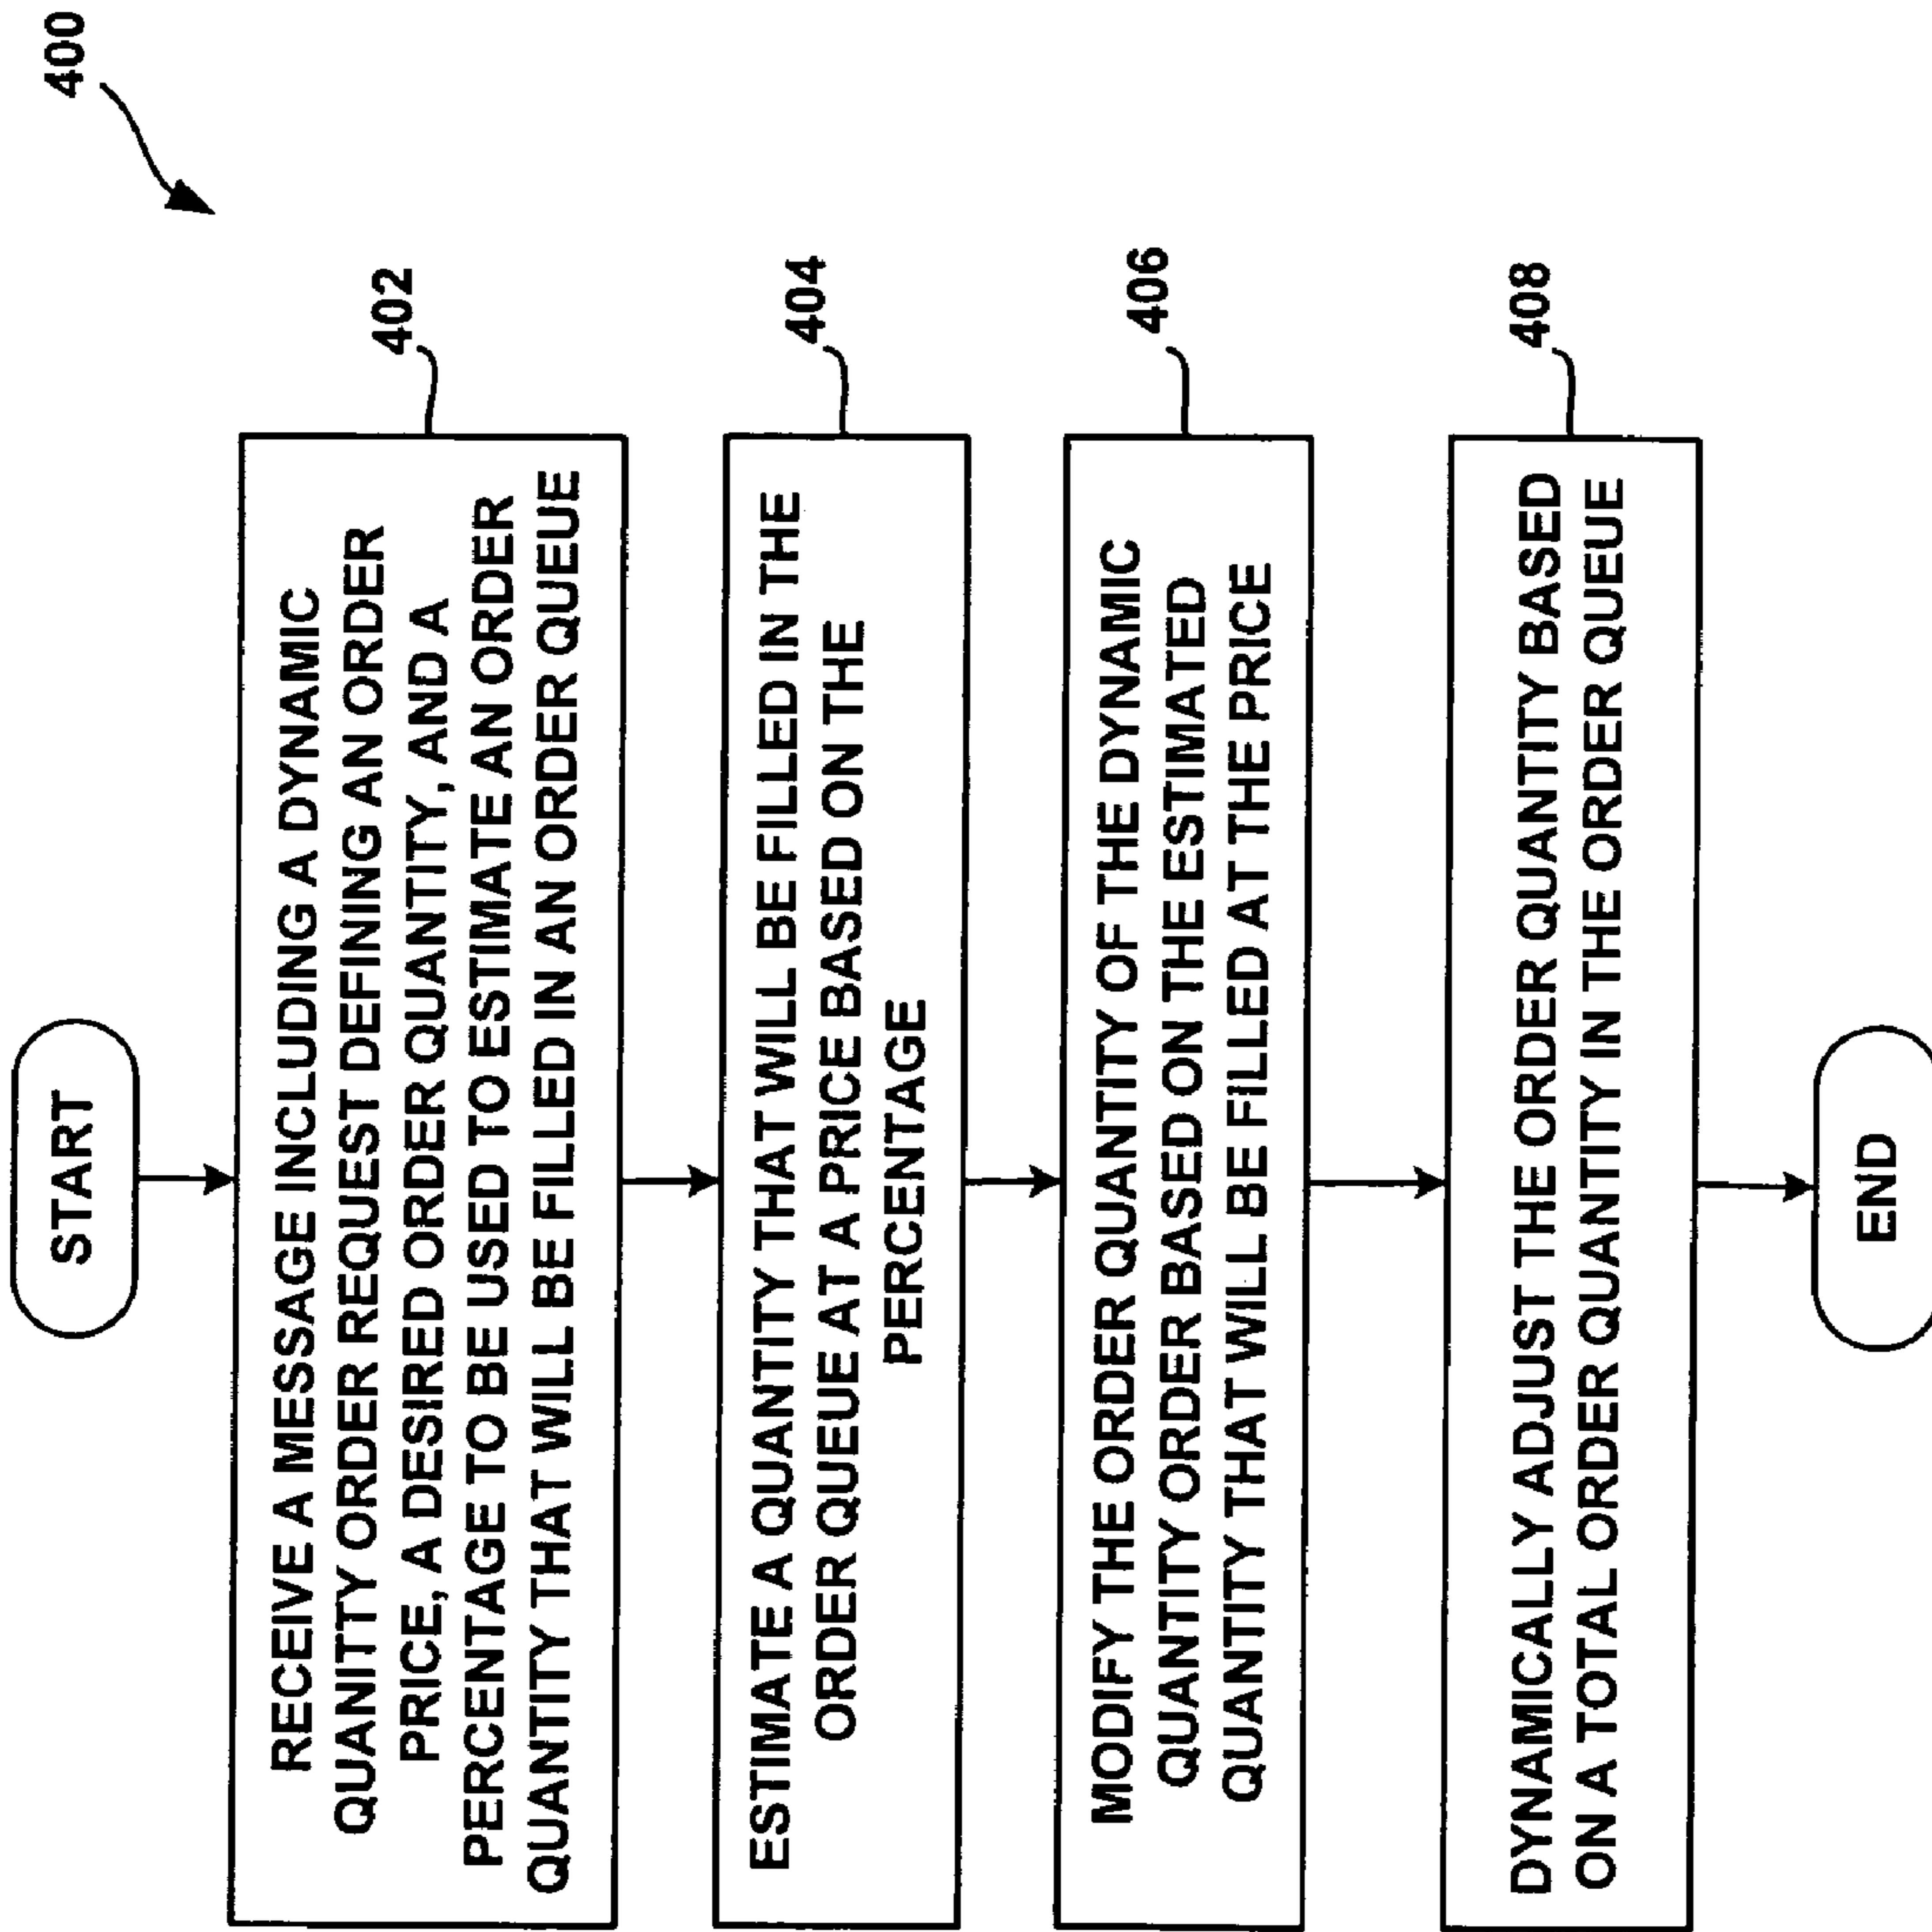 400
START
RECEIVE A MESSAGE INCLUDING A DYNAMIC
QUANITY ORDER REQUEST DEFINING AN ORDER
PRICE, A DESIRED ORDER QUANTITY, AND A
PERCENTAGE TO BE USED TO ESTIMATE AN ORDER
QUANTITY THAT WILL BE FILLED IN AN ORDER QUEUE
402
ESTIMATE A QUANTITY THAT WILL BE FILLED IN THE
ORDER QUEUE AT A PRICE BASED ON THE
PERCENTAGE
404
MODIFY THE ORDER QUANTITY OF THE DYNAMIC
QUANTITY ORDER BASED ON THE ESTIMATED
QUANTITY THAT WILL BE FILLED AT THE PRICE
406
DYNAMICALLY ADJUST THE ORDER QUANTITY BASED
ON A TOTAL ORDER QUANTITY IN THE ORDER QUEUE
408
END